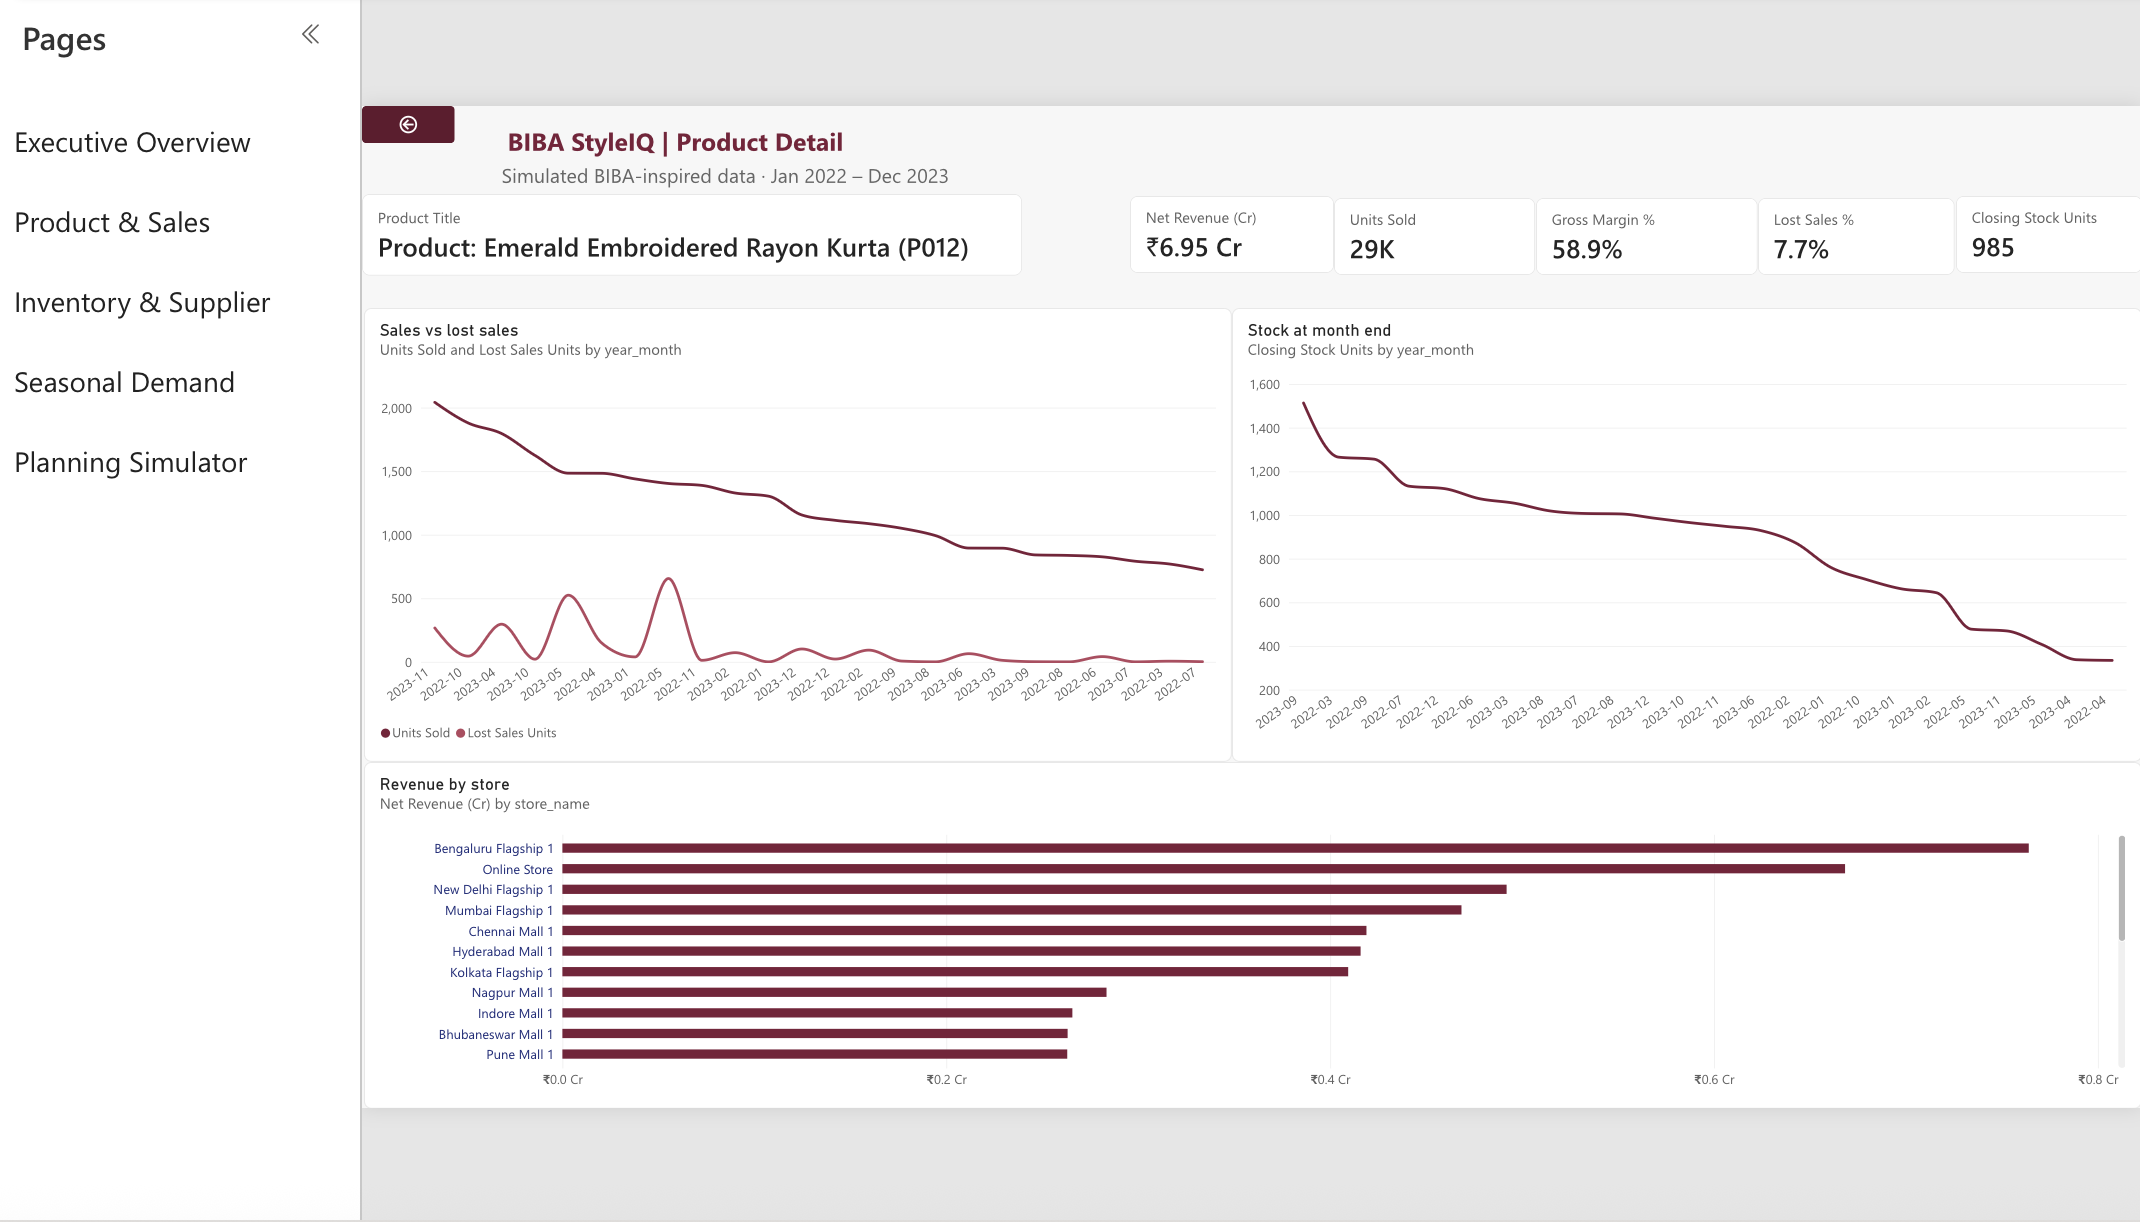 Pages
Executive Overview
Product & Sales
Inventory & Supplier
Seasonal Demand
Planning Simulator
BIBA StyleIQ | Product Detail
Simulated BIBA-inspired data · Jan 2022 – Dec 2023
Product Title
Product: Emerald Embroidered Rayon Kurta (P012)
Net Revenue (Cr)
₹6.95 Cr
Units Sold
29K
Gross Margin %
58.9%
Lost Sales %
7.7%
Closing Stock Units
985
Sales vs lost sales
Units Sold and Lost Sales Units by year_month
2,000
1,500
1,000
500
0
2023-11
2022-10
2023-04
2023-10
2023-05
2022-04
2023-01
2022-05
2022-11
2023-02
2022-01
2023-12
2022-12
2022-02
2022-09
2023-08
2023-06
2023-03
2023-09
2022-08
2022-06
2023-07
2022-03
2022-07
Units Sold
Lost Sales Units
Stock at month end
Closing Stock Units by year_month
1,600
1,400
1,200
1,000
800
600
400
200
2023-09
2022-03
2022-09
2022-07
2022-12
2022-06
2023-03
2023-08
2023-07
2022-08
2023-12
2023-10
2022-11
2023-06
2022-02
2022-01
2022-10
2023-01
2023-02
2022-05
2023-11
2023-05
2023-04
2022-04
Revenue by store
Net Revenue (Cr) by store_name
Bengaluru Flagship 1
Online Store
New Delhi Flagship 1
Mumbai Flagship 1
Chennai Mall 1
Hyderabad Mall 1
Kolkata Flagship 1
Nagpur Mall 1
Indore Mall 1
Bhubaneswar Mall 1
Pune Mall 1
₹0.0 Cr
₹0.2 Cr
₹0.4 Cr
₹0.6 Cr
₹0.8 Cr